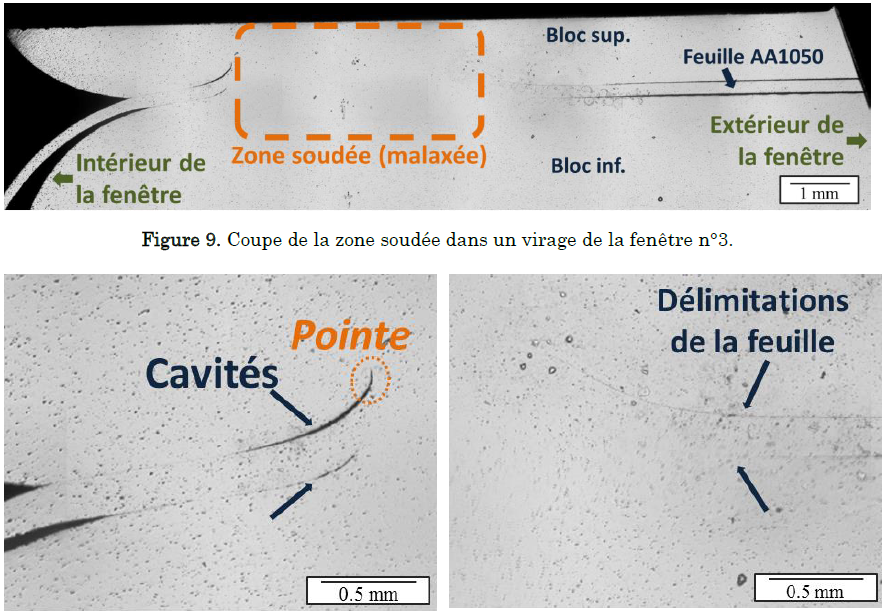 Bloc sup.
Feuille AA1050
Zone soudée (malaxée)
Intérieur de
la fenêtre
Bloc inf.
Extérieur de
la fenêtre
1 mm
Figure 9. Coupe de la zone soudée dans un virage de la fenêtre n°3.
Pointe
Cavités
0.5 mm
Délimitations
de la feuille
0.5 mm